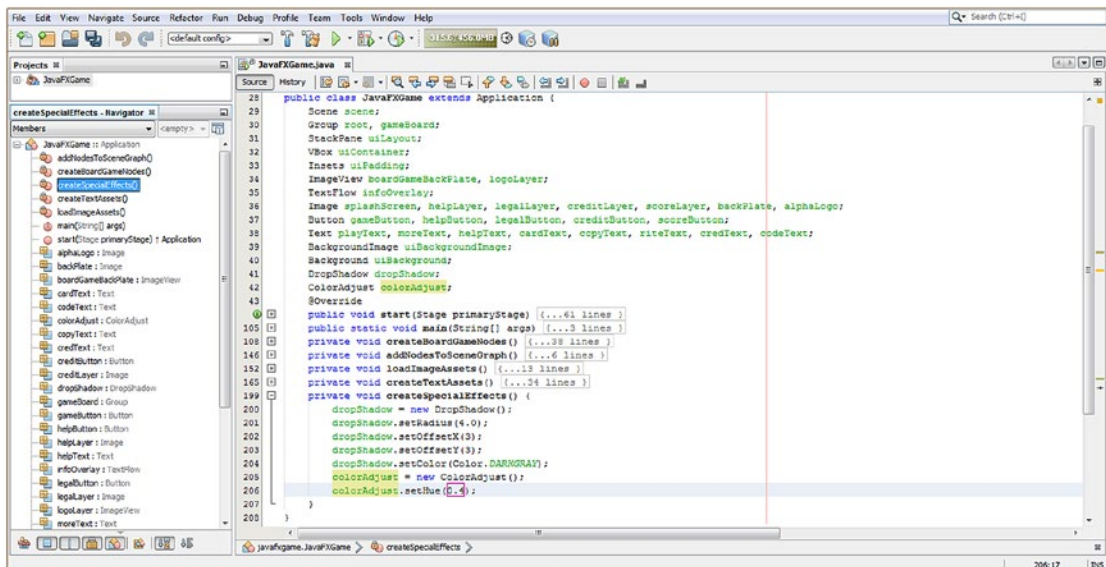 File Edit View Navigate Source Refactor Run Debug Profile Team Tools Window Help
Search (Ctrl+I)
<default config>
Projects
JavaFXGame
createSpecialEffects - Navigator
Members
<empty>
JavaFXGame :: Application
addNodesToSceneGraph()
createBoardGameNodes()
createSpecialEffects()
createTextAssets()
loadImageAssets()
main(String[] args)
start(Stage primaryStage) ↑ Application
alphaLogo : Image
backPlate : Image
boardGameBackPlate : ImageView
cardText : Text
codeText : Text
colorAdjust : ColorAdjust
copyText : Text
credText : Text
creditButton : Button
creditLayer : Image
dropShadow : DropShadow
gameBoard : Group
gameButton : Button
helpButton : Button
helpLayer : Image
helpText : Text
infoOverlay : TextFlow
legalButton : Button
legalLayer : Image
logoLayer : ImageView
moreText : Text
JavaFXGame.java
Source History
28 public class JavaFXGame extends Application {
29 Scene scene;
30 Group root, gameBoard;
31 StackPane uiLayout;
32 VBox uiContainer;
33 Insets uiPadding;
34 ImageView boardGameBackPlate, logoLayer;
35 TextFlow infoOverlay;
36 Image splashScreen, helpLayer, legalLayer, creditLayer, scoreLayer, backPlate, alphaLogo;
37 Button gameButton, helpButton, legalButton, creditButton, scoreButton;
38 Text playText, moreText, helpText, cardText, copyText, riteText, credText, codeText;
39 BackgroundImage uiBackgroundImage;
40 Background uiBackground;
41 DropShadow dropShadow;
42 ColorAdjust colorAdjust;
43 @Override
public void start(Stage primaryStage) {...61 lines }
105 public static void main(String[] args) {...3 lines }
108 private void createBoardGameNodes() {...38 lines }
146 private void addNodesToSceneGraph() {...6 lines }
152 private void loadImageAssets() {...13 lines }
165 private void createTextAssets() {...34 lines }
199 private void createSpecialEffects() {
200 dropShadow = new DropShadow();
201 dropShadow.setRadius(4.0);
202 dropShadow.setOffsetX(3);
203 dropShadow.setOffsetY(3);
204 dropShadow.setColor(Color.DARKGRAY);
205 colorAdjust = new ColorAdjust();
206 colorAdjust.setHue(0.4);
207 }
208 }
javafxgame.JavaFXGame
createSpecialEffects
206:17 INS